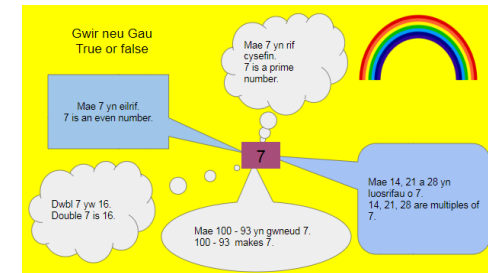 Gwir neu Gau
True or false
Mae 7 yn rif
cysefin.
7 is a prime
number.
Mae 7 yn eilrif.
7 is an even number.
7
Mae 14, 21 a 28 yn
luosrifau o 7.
14, 21, 28 are multiples of
7.
Dwbl 7 yw 16.
Double 7 is 16.
Mae 100 - 93 yn gwneud 7.
100 - 93 makes 7.